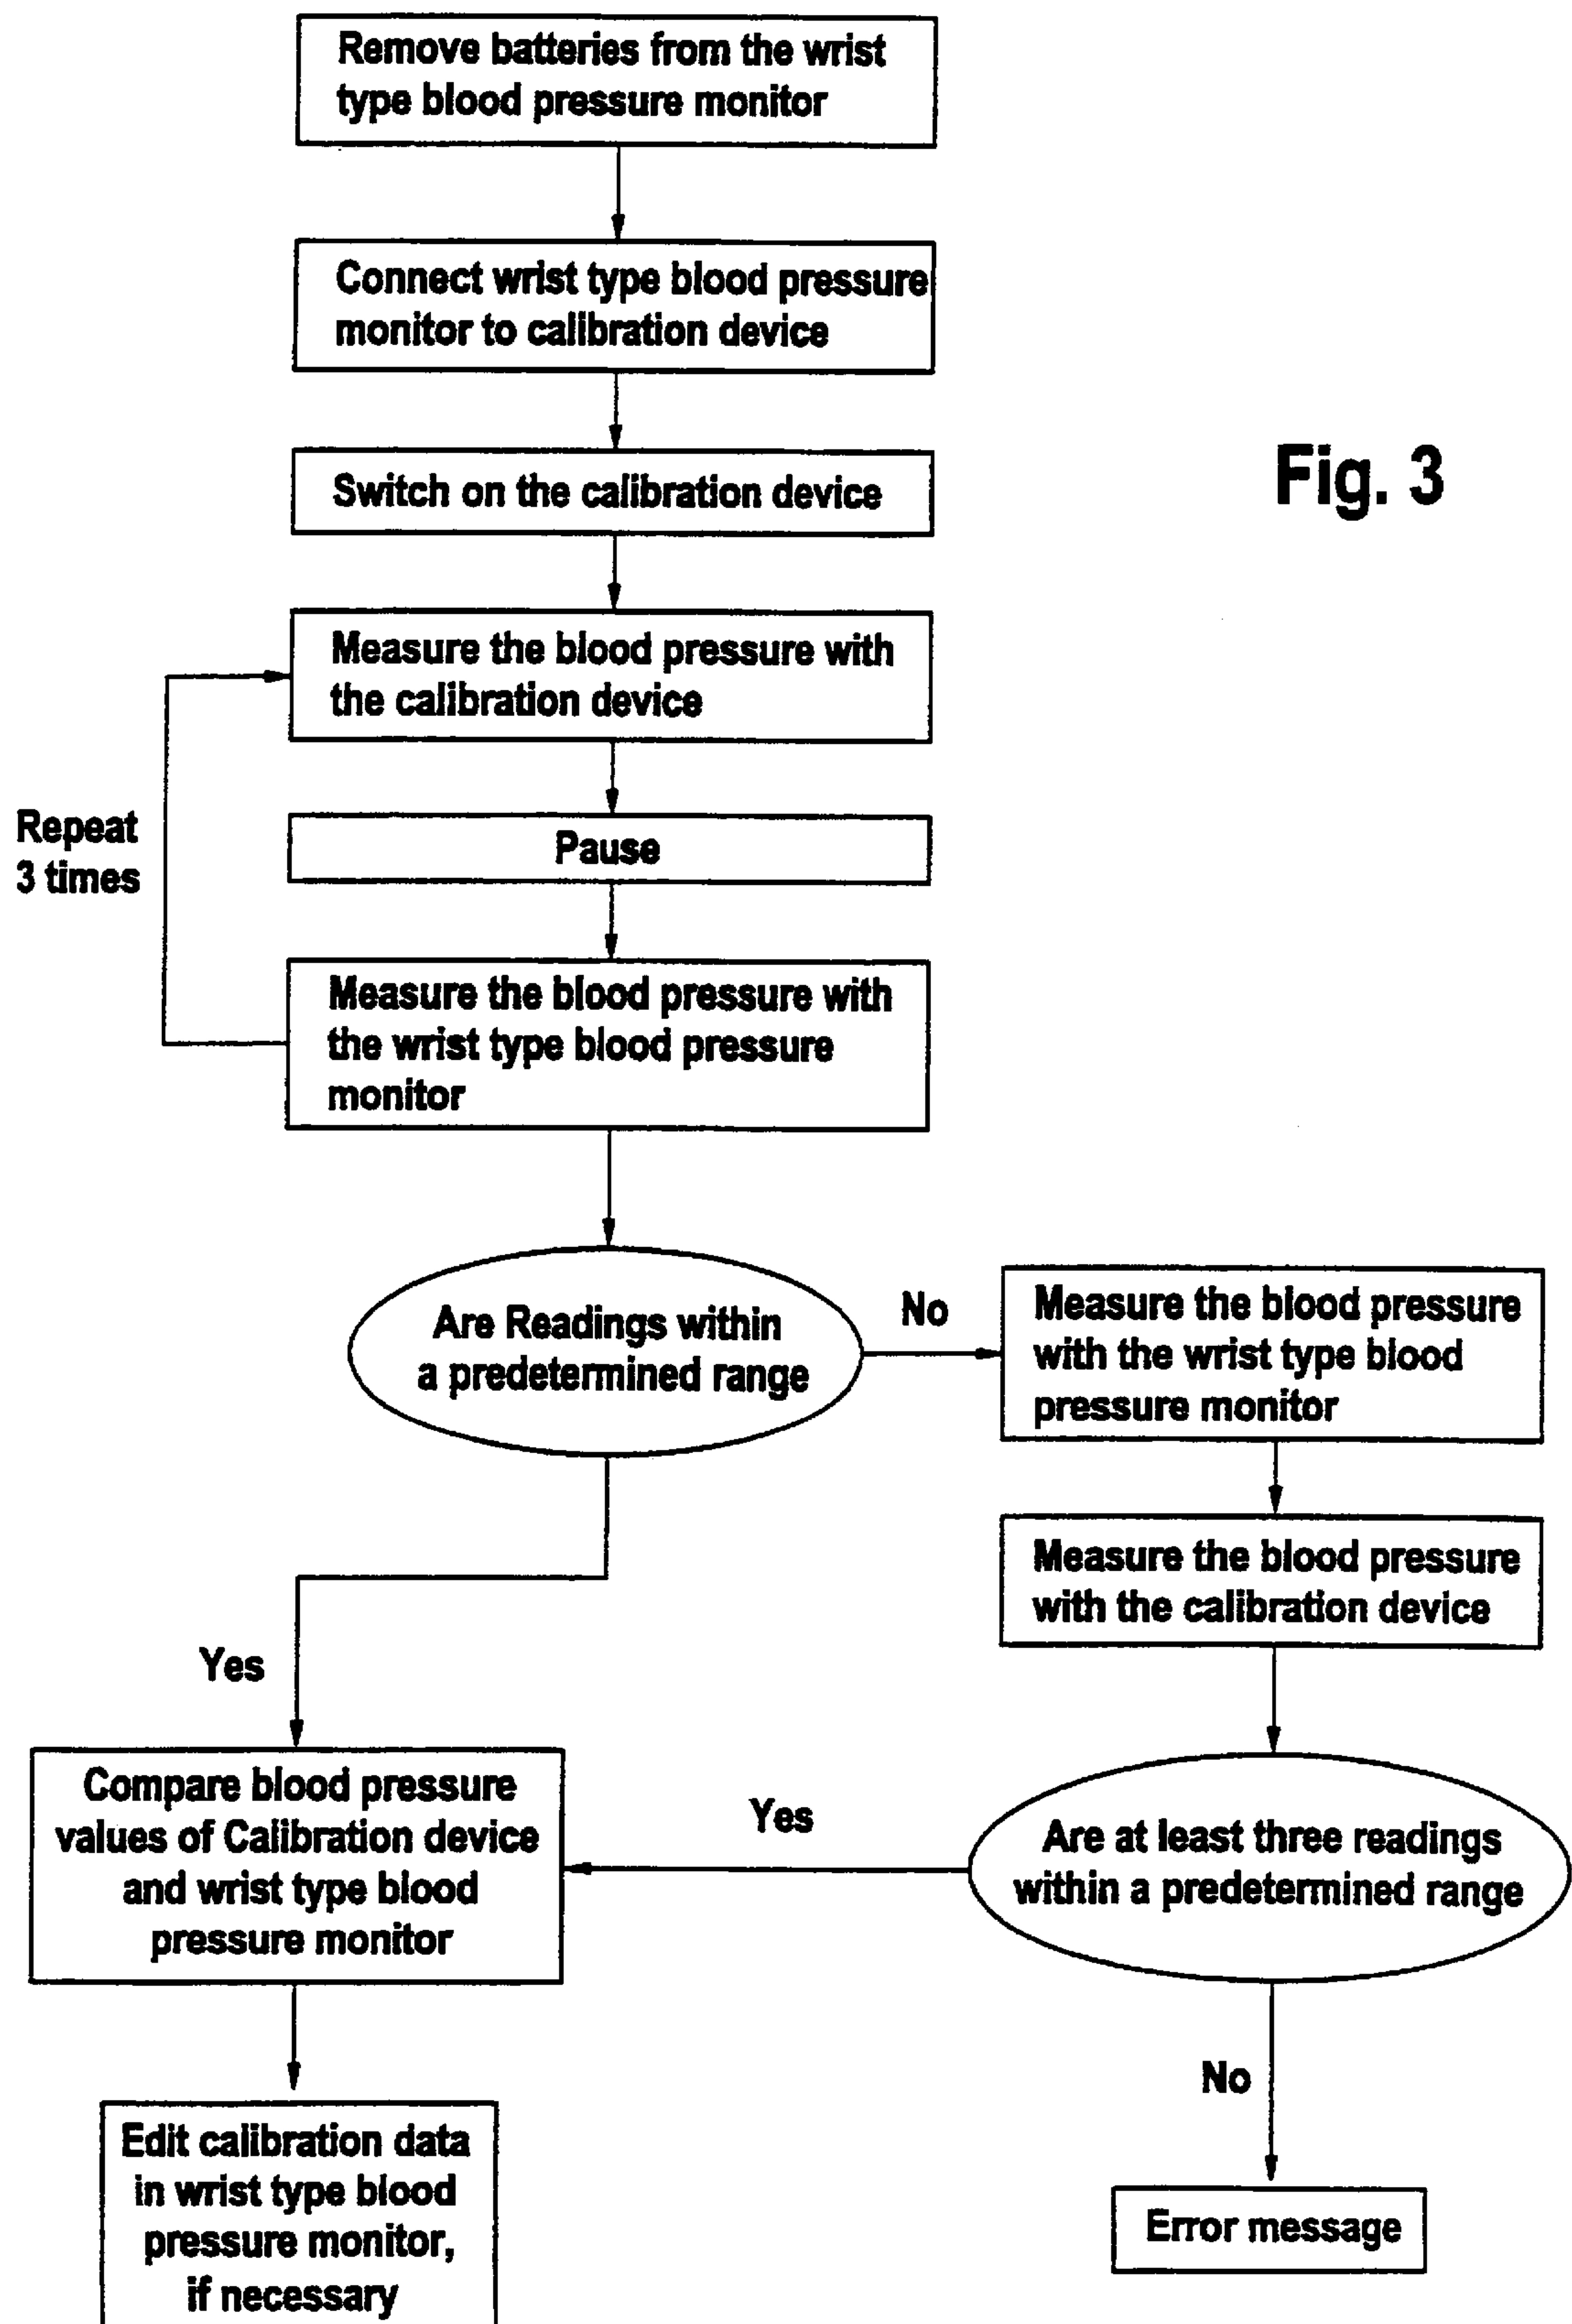 Remove batteries from the wrist
type blood pressure monitor
Connect wrist type blood pressure
monitor to calibration device
Switch on the calibration device
Fig. 3
Measure the blood pressure with
the calibration device
Repeat
3 times
Pause
Measure the blood pressure with
the wrist type blood pressure
monitor
Are Readings within
a predetermined range
No
Measure the blood pressure
with the wrist type blood
pressure monitor
Measure the blood pressure
with the calibration device
Yes
Compare blood pressure
values of Calibration device
and wrist type blood
pressure monitor
Yes
Are at least three readings
within a predetermined range
No
Edit calibration data
in wrist type blood
pressure monitor,
if necessary
Error message